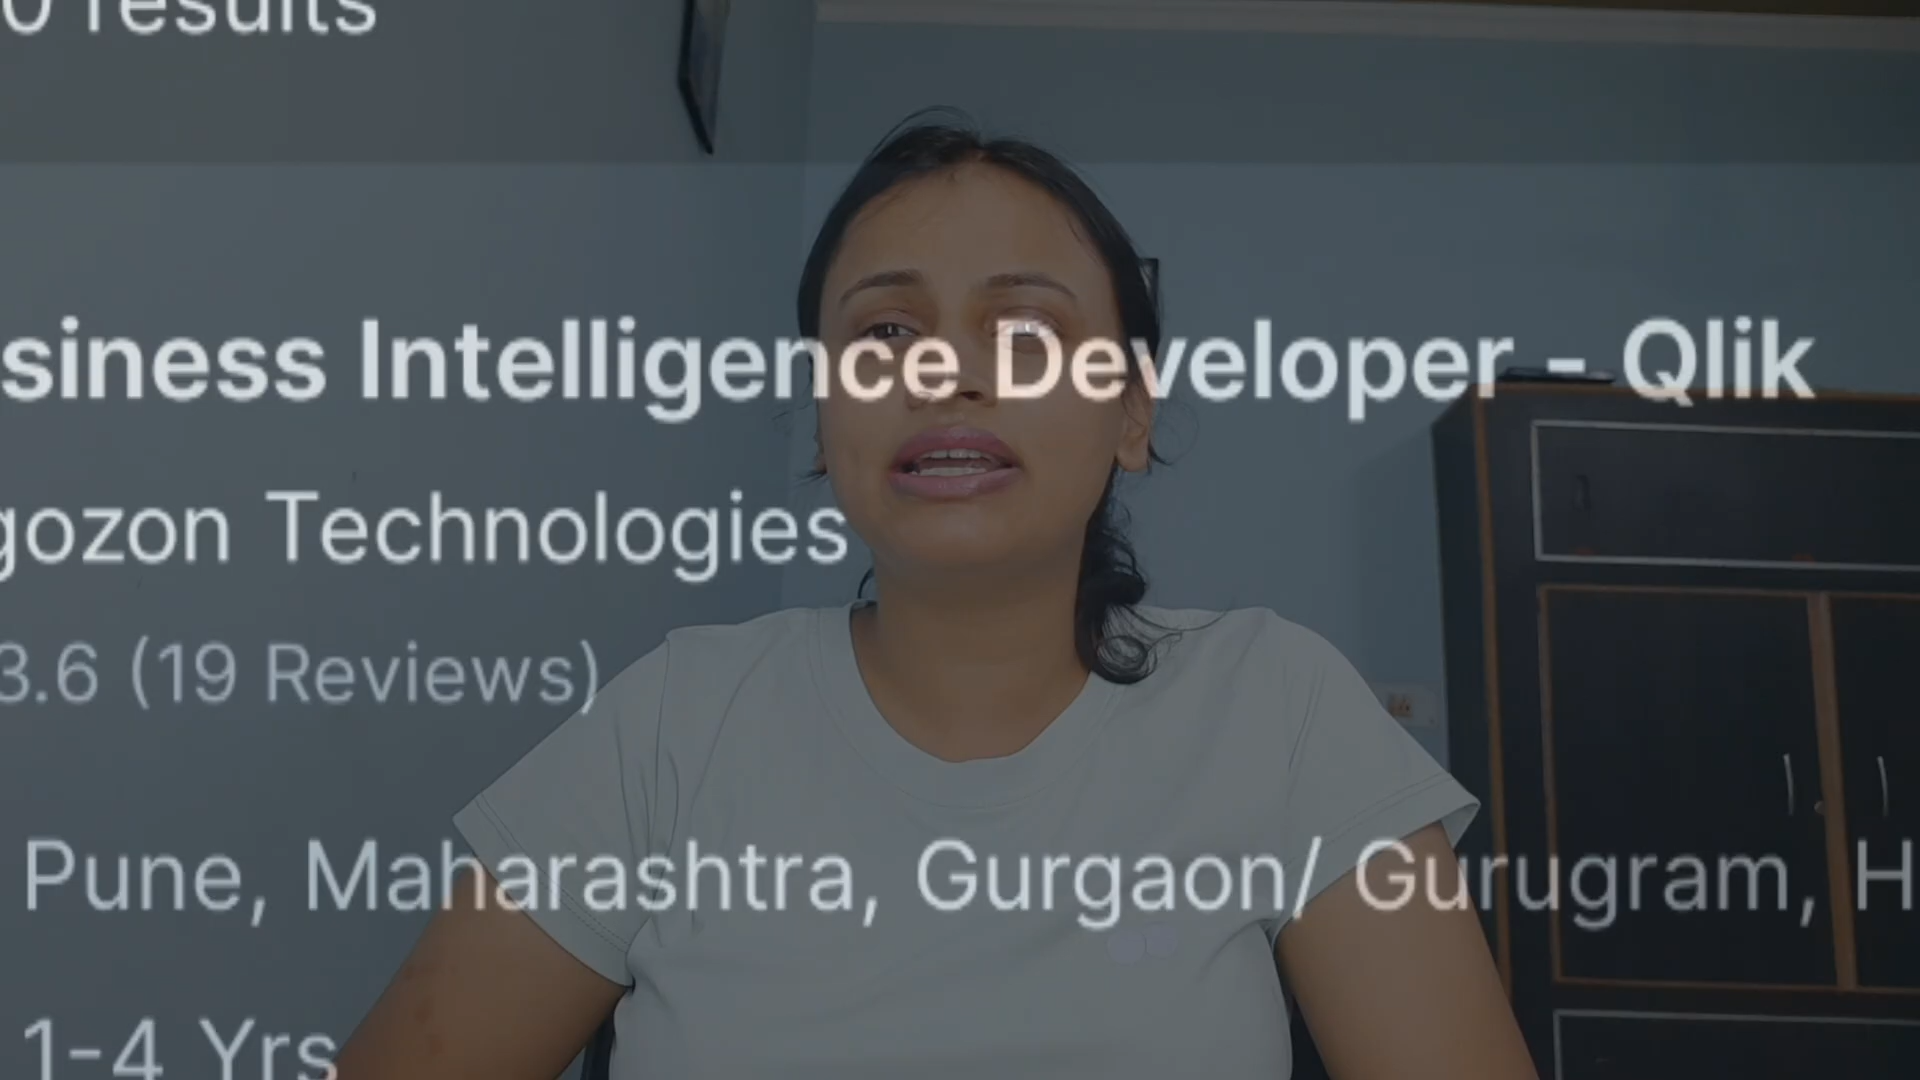 0 results
siness Intelligence Developer - Qlik
gozon Technologies
3.6 (19 Reviews)
Pune, Maharashtra, Gurgaon/ Gurugram, H
1-4 Yrs